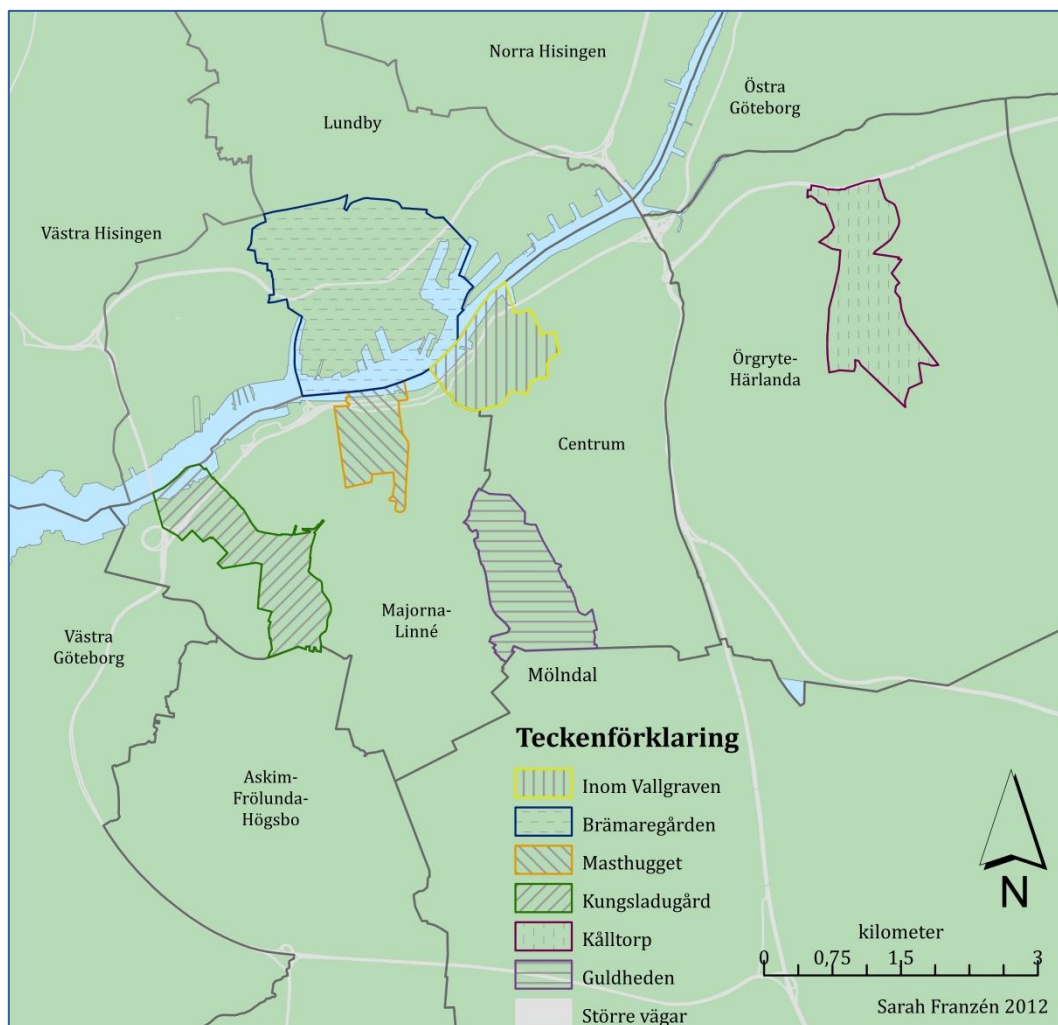 Norra Hisingen
Östra
Göteborg
Lundby
Västra Hisingen
Örgryte-
Härlanda
Centrum
Majorna-
Linné
Västra
Göteborg
Mölndal
Askim-
Frölunda-
Högsbo
Teckenförklaring
Inom Vallgraven
Brämaregården
Masthugget
Kungsladugård
Kålltorp
Guldheden
Större vägar
N
kilometer
0 0,75 1,5 3
Sarah Franzén 2012